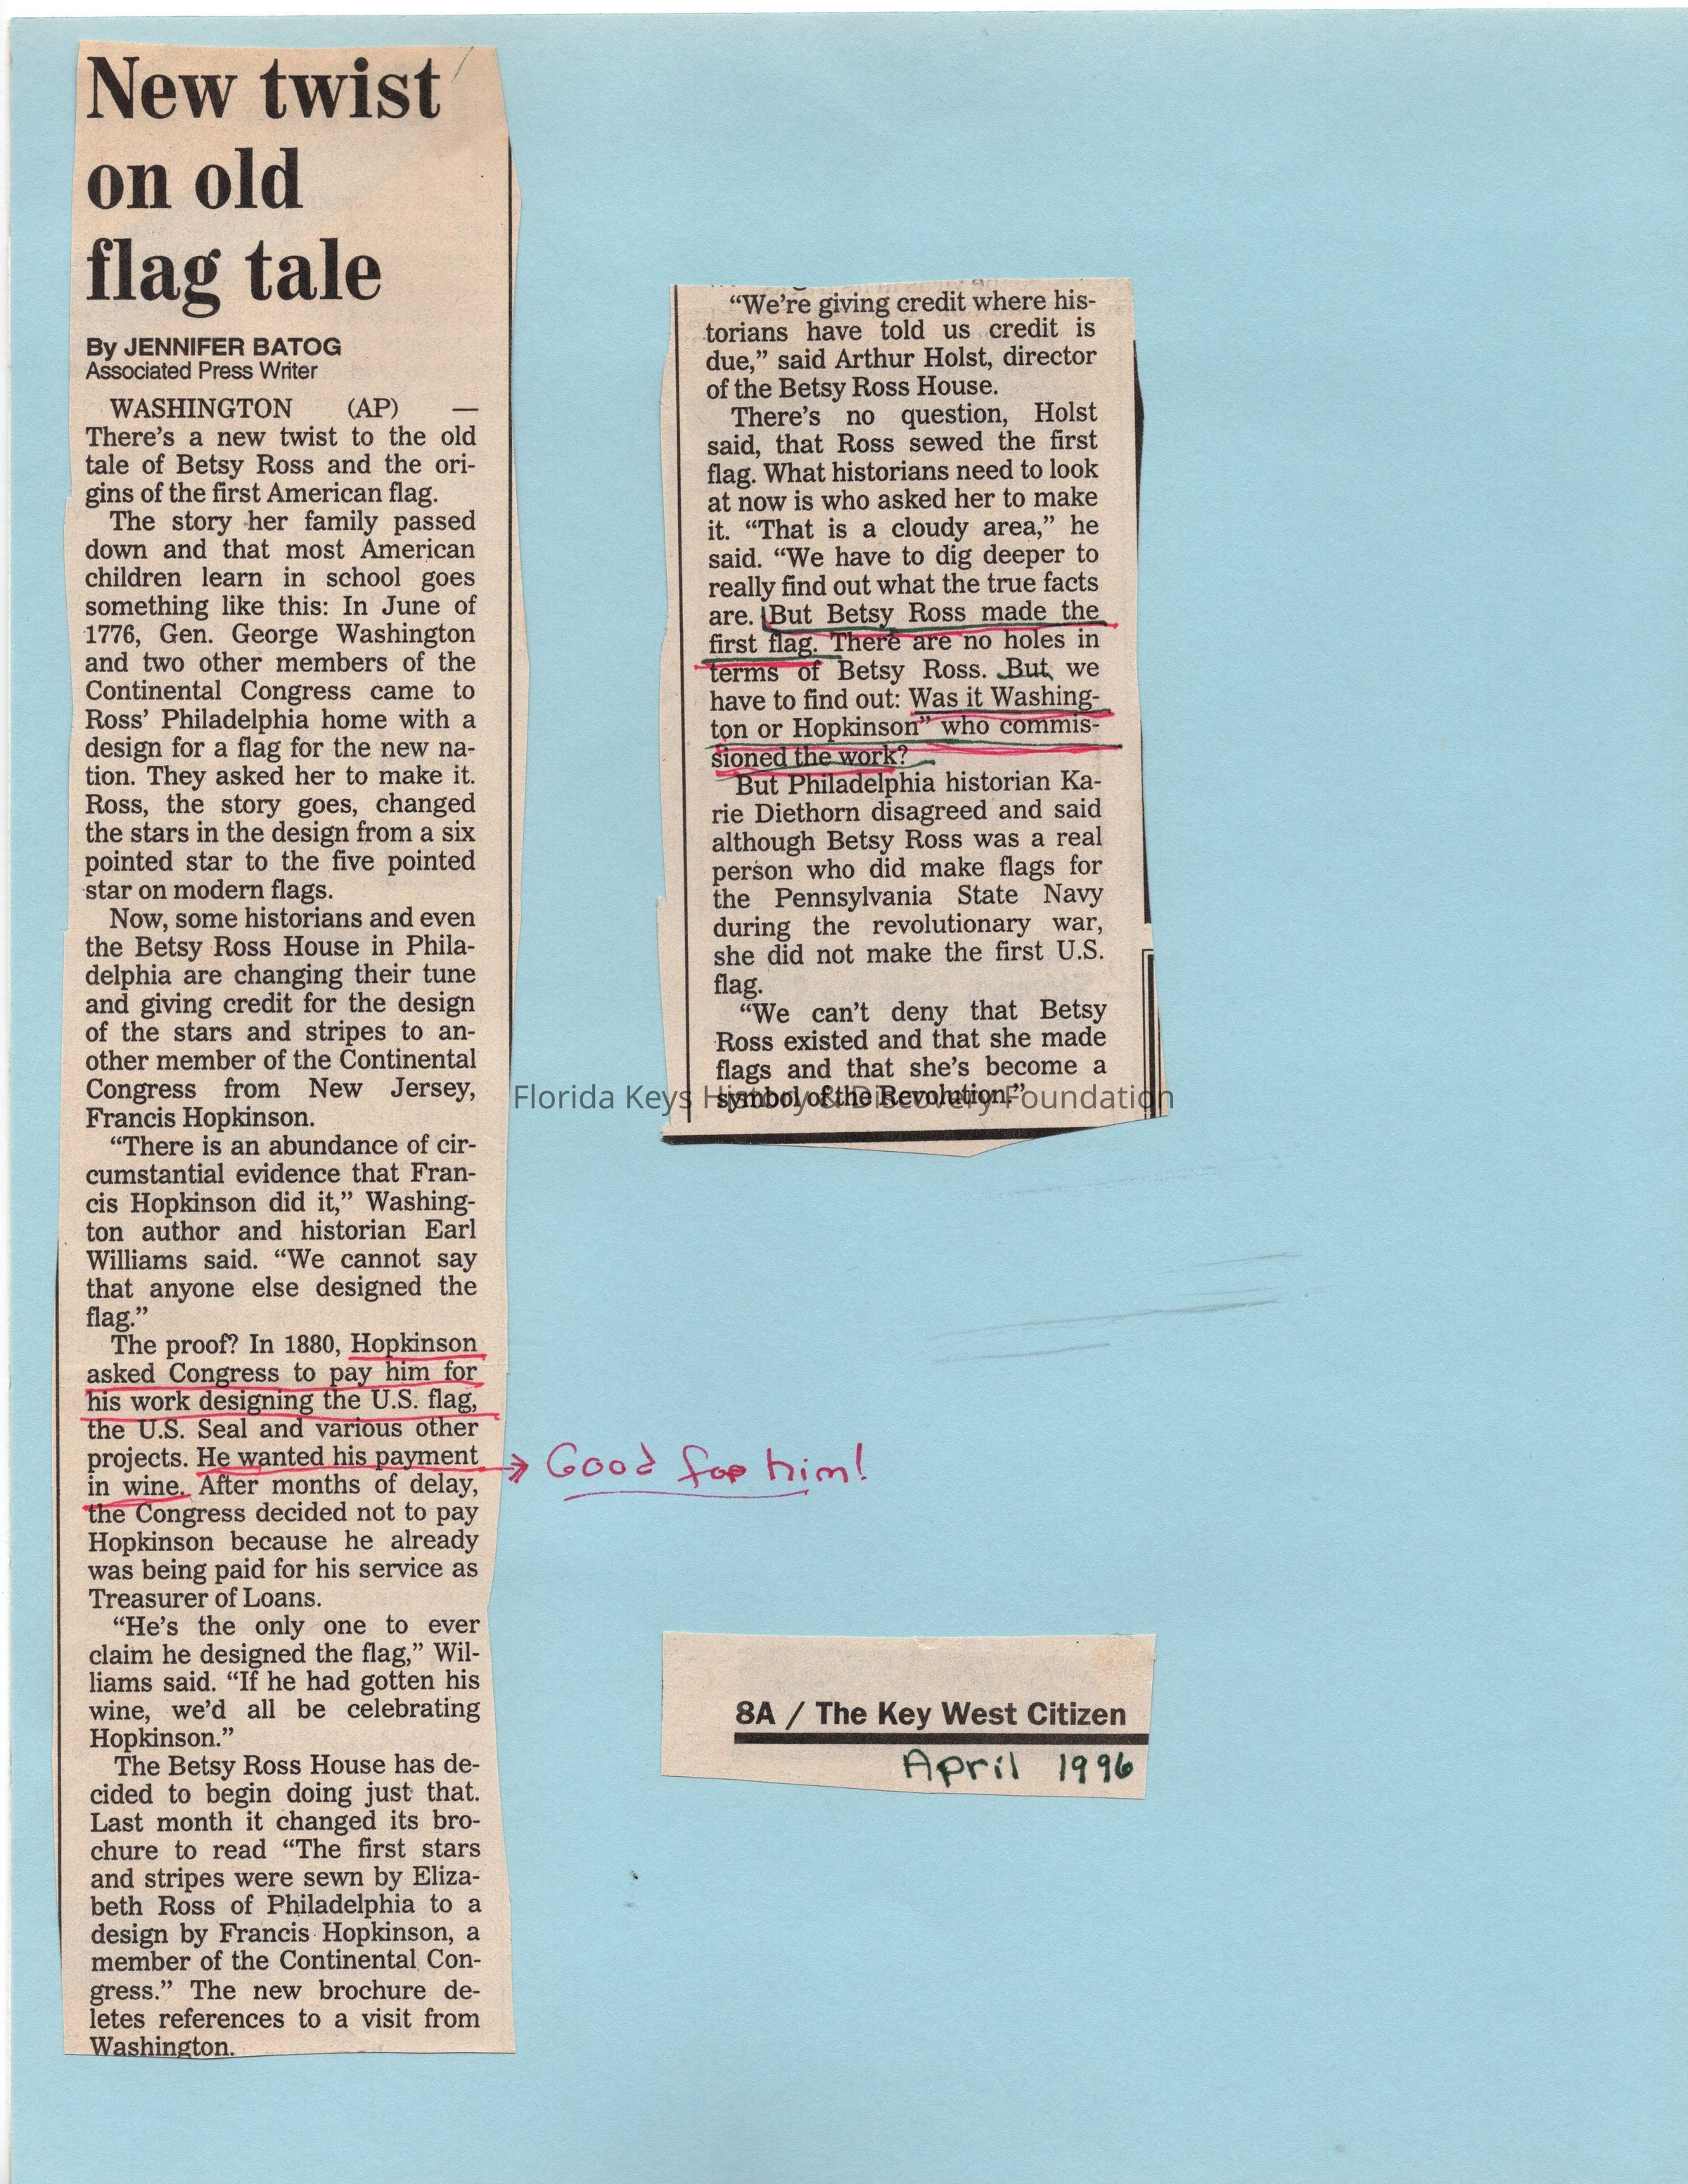 New twist
on old
flag tale
By JENNIFER BATOG
Associated Press Writer
WASHINGTON (AP) —
There's a new twist to the old
tale of Betsy Ross and the ori-
gins of the first American flag.
The story her family passed
down and that most American
children learn in school goes
something like this: In June of
1776, Gen. George Washington
and two other members of the
Continental Congress came to
Ross' Philadelphia home with a
design for a flag for the new na-
tion. They asked her to make it.
Ross, the story goes, changed
the stars in the design from a six
pointed star to the five pointed
star on modern flags.
Now, some historians and even
the Betsy Ross House in Phila-
delphia are changing their tune
and giving credit for the design
of the stars and stripes to an-
other member of the Continental
Congress from New Jersey,
Francis Hopkinson.
“There is an abundance of cir-
cumstantial evidence that Fran-
cis Hopkinson did it,” Washing-
ton author and historian Earl
Williams said. “We cannot say
that anyone else designed the
flag.”
The proof? In 1880, Hopkinson
asked Congress to pay him for
his work designing the U.S. flag,
the U.S. Seal and various other
projects. He wanted his payment
in wine. After months of delay,
the Congress decided not to pay
Hopkinson because he already
was being paid for his service as
Treasurer of Loans.
“He's the only one to ever
claim he designed the flag,” Wil-
liams said. “If he had gotten his
wine, we'd all be celebrating
Hopkinson.”
The Betsy Ross House has de-
cided to begin doing just that.
Last month it changed its bro-
chure to read “The first stars
and stripes were sewn by Eliza-
beth Ross of Philadelphia to a
design by Francis Hopkinson, a
member of the Continental Con-
gress.” The new brochure de-
letes references to a visit from
Washington.
Good for him!
“We're giving credit where his-
torians have told us credit is
due,” said Arthur Holst, director
of the Betsy Ross House.
There's no question, Holst
said, that Ross sewed the first
flag. What historians need to look
at now is who asked her to make
it. “That is a cloudy area,” he
said. “We have to dig deeper to
really find out what the true facts
are. But Betsy Ross made the
first flag. There are no holes in
terms of Betsy Ross. But we
have to find out: Was it Washing-
ton or Hopkinson” who commis-
sioned the work?
But Philadelphia historian Ka-
rie Diethorn disagreed and said
although Betsy Ross was a real
person who did make flags for
the Pennsylvania State Navy
during the revolutionary war,
she did not make the first U.S.
flag.
“We can't deny that Betsy
Ross existed and that she made
flags and that she's become a
symbol of the Revolution.”
Florida Keys History & Discovery Foundation
8A / The Key West Citizen
April 1996